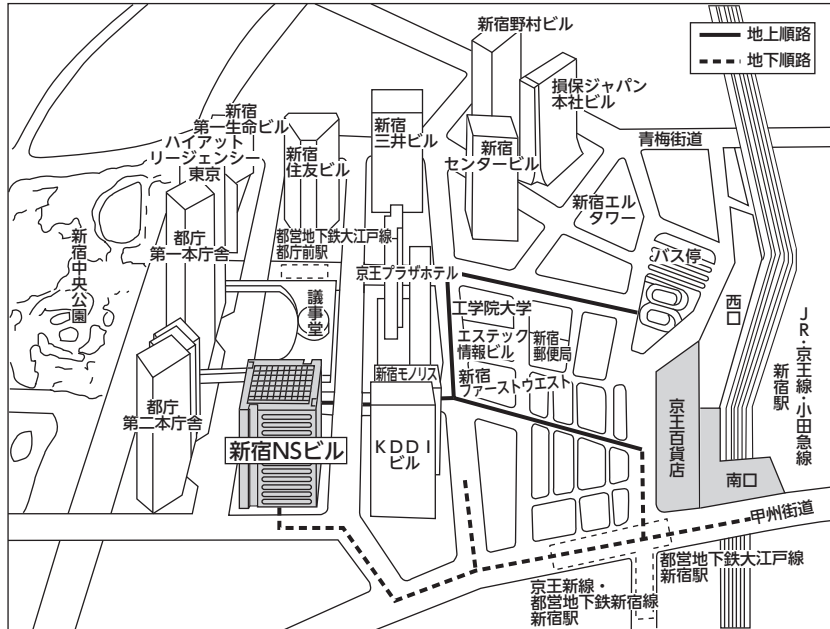 新宿野村ビル
地上順路
地下順路
損保ジャパン
本社ビル
青梅街道
新宿
第一生命ビル
ハイアット
リージェンシー
東京
新宿
住友ビル
新宿
三井ビル
新宿
センタービル
新宿エル
タワー
都庁
第一本庁舎
都営地下鉄大江戸線
都庁前駅
京王プラザホテル
バス停
新宿中央公園
議事堂
工学院大学
エステック
情報ビル
新宿
郵便局
西口
JR・京王線・小田急線
新宿駅
新宿モノリス
新宿
ファーストウエスト
都庁
第二本庁舎
新宿NSビル
KDDI
ビル
京王百貨店
南口
甲州街道
都営地下鉄大江戸線
新宿駅
京王新線・
都営地下鉄新宿線
新宿駅